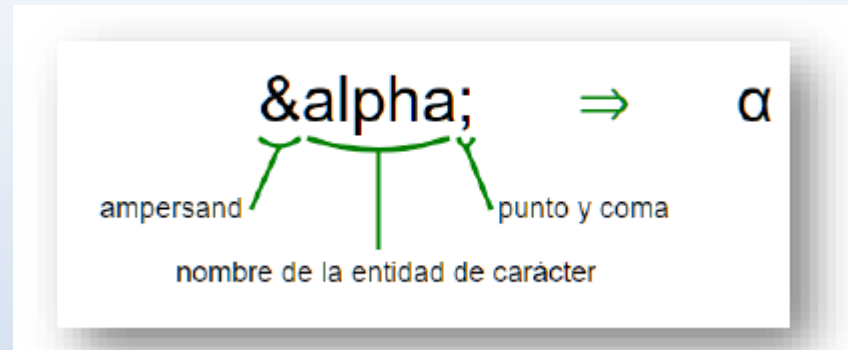 &alpha; ⇒ α
ampersand punto y coma
nombre de la entidad de carácter